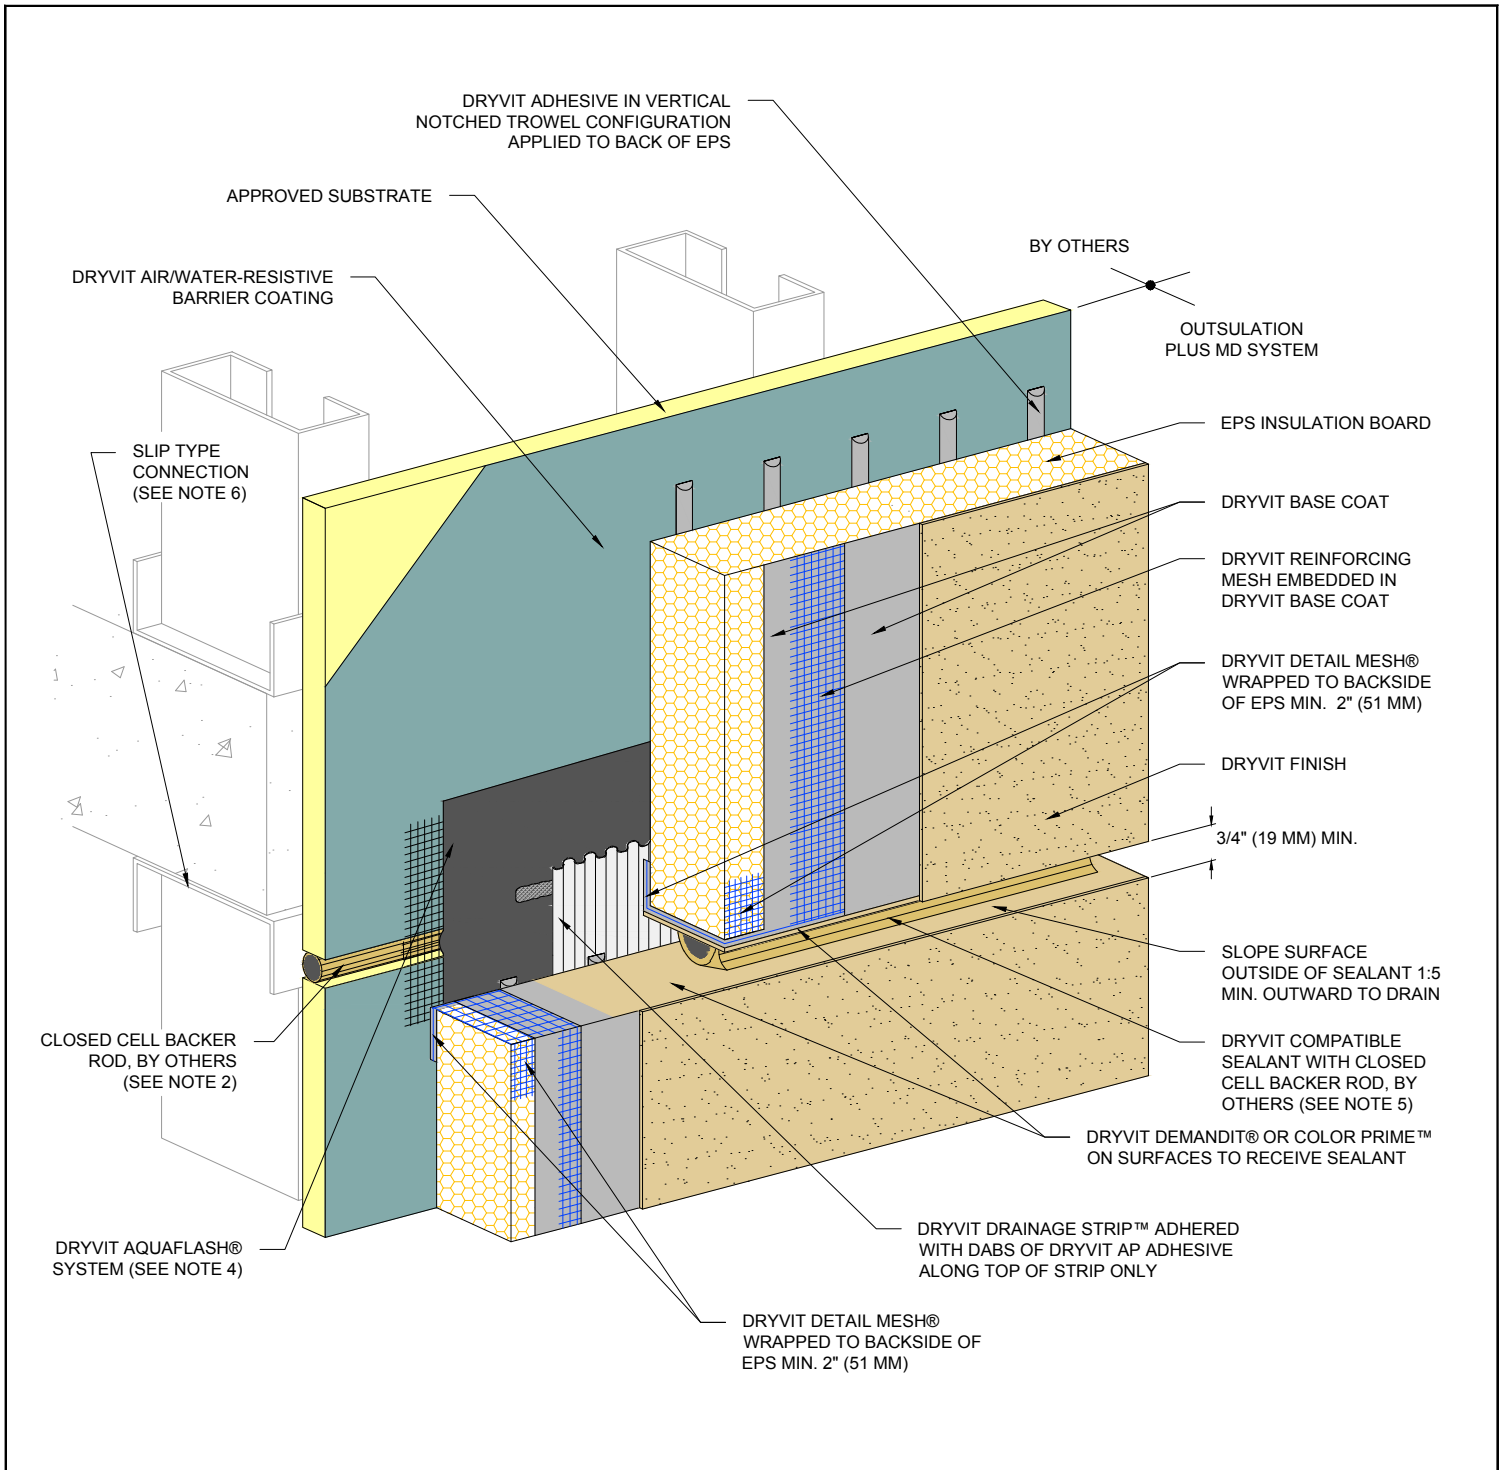 DRYVIT ADHESIVE IN VERTICAL
NOTCHED TROWEL CONFIGURATION
APPLIED TO BACK OF EPS
APPROVED SUBSTRATE
DRYVIT AIR/WATER-RESISTIVE
BARRIER COATING
BY OTHERS
OUTSULATION
PLUS MD SYSTEM
SLIP TYPE
CONNECTION
(SEE NOTE 6)
EPS INSULATION BOARD
DRYVIT BASE COAT
DRYVIT REINFORCING
MESH EMBEDDED IN
DRYVIT BASE COAT
DRYVIT DETAIL MESH®
WRAPPED TO BACKSIDE
OF EPS MIN. 2" (51 MM)
DRYVIT FINISH
3/4" (19 MM) MIN.
SLOPE SURFACE
OUTSIDE OF SEALANT 1:5
MIN. OUTWARD TO DRAIN
CLOSED CELL BACKER
ROD, BY OTHERS
(SEE NOTE 2)
DRYVIT COMPATIBLE
SEALANT WITH CLOSED
CELL BACKER ROD, BY
OTHERS (SEE NOTE 5)
DRYVIT DEMANDIT® OR COLOR PRIME™
ON SURFACES TO RECEIVE SEALANT
DRYVIT AQUAFLASH®
SYSTEM (SEE NOTE 4)
DRYVIT DRAINAGE STRIP™ ADHERED
WITH DABS OF DRYVIT AP ADHESIVE
ALONG TOP OF STRIP ONLY
DRYVIT DETAIL MESH®
WRAPPED TO BACKSIDE OF
EPS MIN. 2" (51 MM)